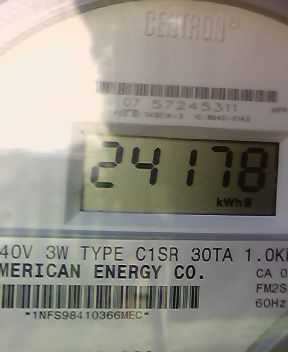 CENTRON®
07 57245311
24178
kWh
40V 3W TYPE C1SR 30TA 1.0K
MERICAN ENERGY CO.
CA 0
FM2S
60Hz
*1NFS98410366MEC*